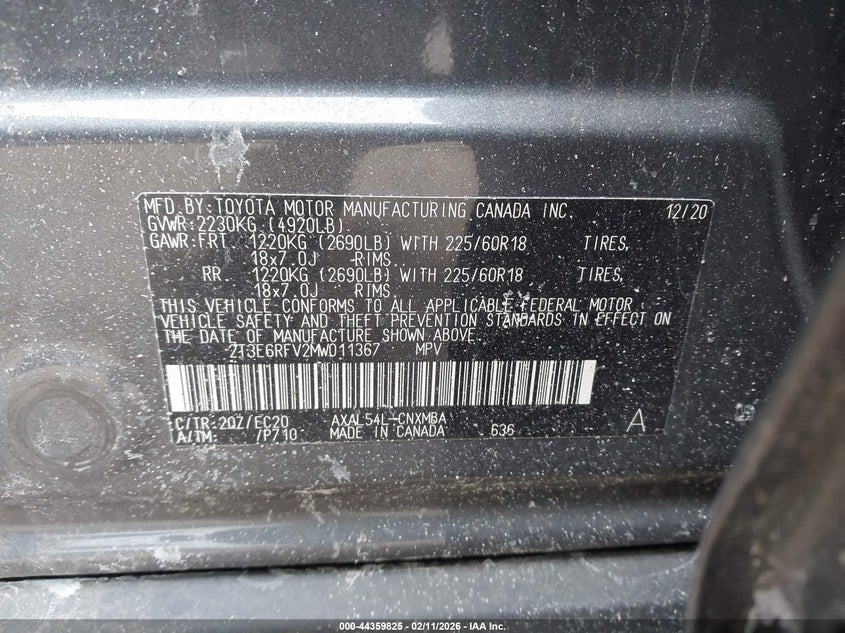 MFD.BY:TOYOTA MOTOR MANUFACTURING CANADA INC. 12/20
GVWR:2230KG (4920LB)
GAWR:FRT 1220KG (2690LB) WITH 225/60R18 TIRES,
18x7.0J RIMS
RR 1220KG (2690LB) WITH 225/60R18 TIRES,
18x7.0J RIMS
THIS VEHICLE CONFORMS TO ALL APPLICABLE FEDERAL MOTOR
VEHICLE SAFETY AND THEFT PREVENTION STANDARDS IN EFFECT ON
THE DATE OF MANUFACTURE SHOWN ABOVE.
2T3E6RFV2MW011367 MPV
C/TR:2QZ/EC20 AXAL54L-CNXMBA
A/TM: /P710 MADE IN CANADA 636 A
000-44359825 - 02/11/2026 - IAA Inc.